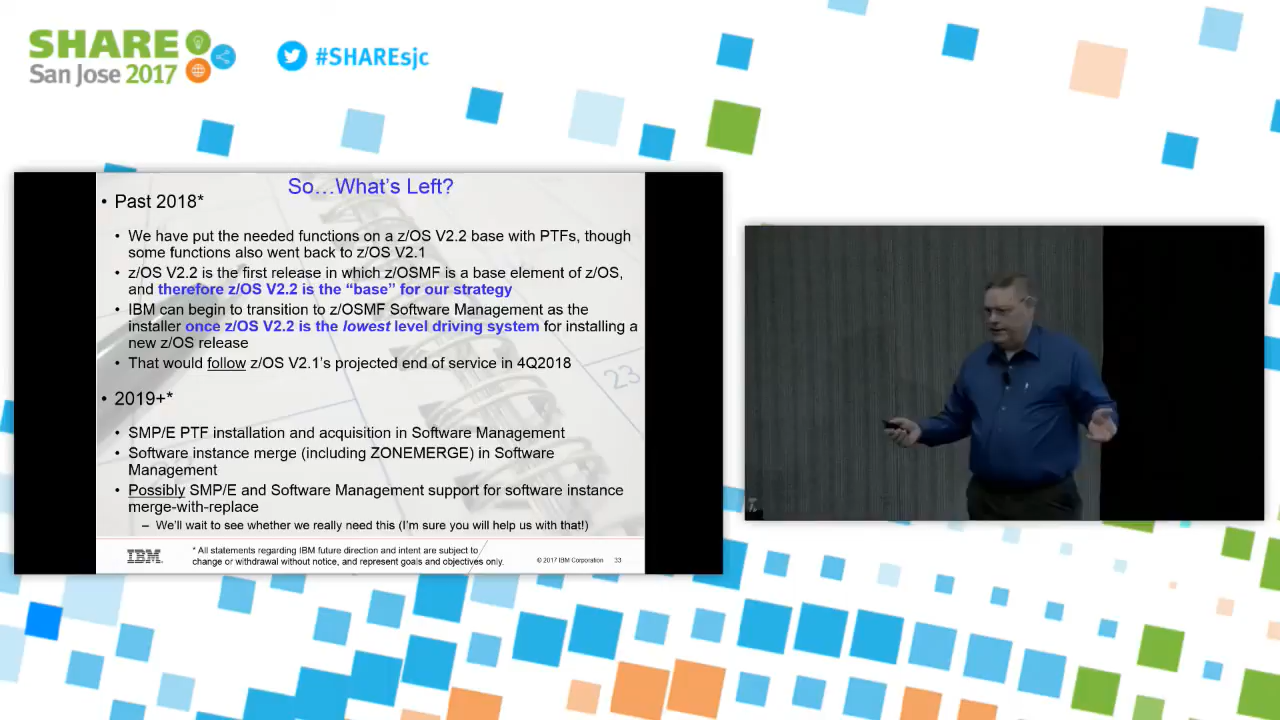 SHARE
San Jose 2017
#SHAREsjc
So…What's Left?
• Past 2018*
• We have put the needed functions on a z/OS V2.2 base with PTFs, though
some functions also went back to z/OS V2.1
• z/OS V2.2 is the first release in which z/OSMF is a base element of z/OS,
and therefore z/OS V2.2 is the “base” for our strategy
• IBM can begin to transition to z/OSMF Software Management as the
installer once z/OS V2.2 is the lowest level driving system for installing a
new z/OS release
• That would follow z/OS V2.1's projected end of service in 4Q2018
23
• 2019+*
• SMP/E PTF installation and acquisition in Software Management
• Software instance merge (including ZONEMERGE) in Software
Management
• Possibly SMP/E and Software Management support for software instance
merge-with-replace
– We'll wait to see whether we really need this (I'm sure you will help us with that!)
IBM.
* All statements regarding IBM future direction and intent are subject to
change or withdrawal without notice, and represent goals and objectives only.
© 2017 IBM Corporation 33